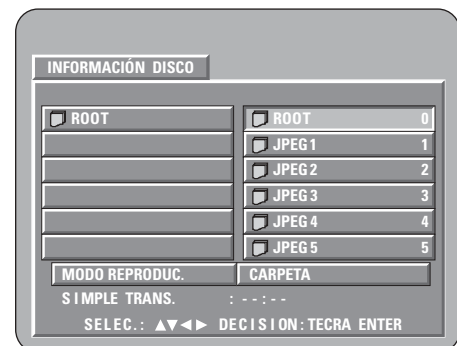 INFORMACIÓN DISCO
ROOT ROOT 0
JPEG1 1
JPEG2 2
JPEG3 3
JPEG4 4
JPEG5 5
MODO REPRODUC. CARPETA
SIMPLE TRANS. : --:--
SELEC.: ▲▼◀▶ DECISION:TECRA ENTER